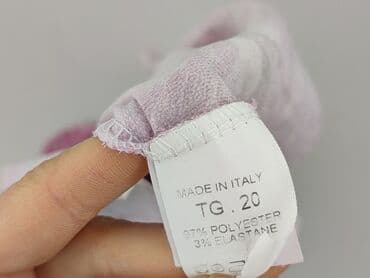 MADE IN ITALY
TG . 20
97% POLYESTER
3% ELASTANE